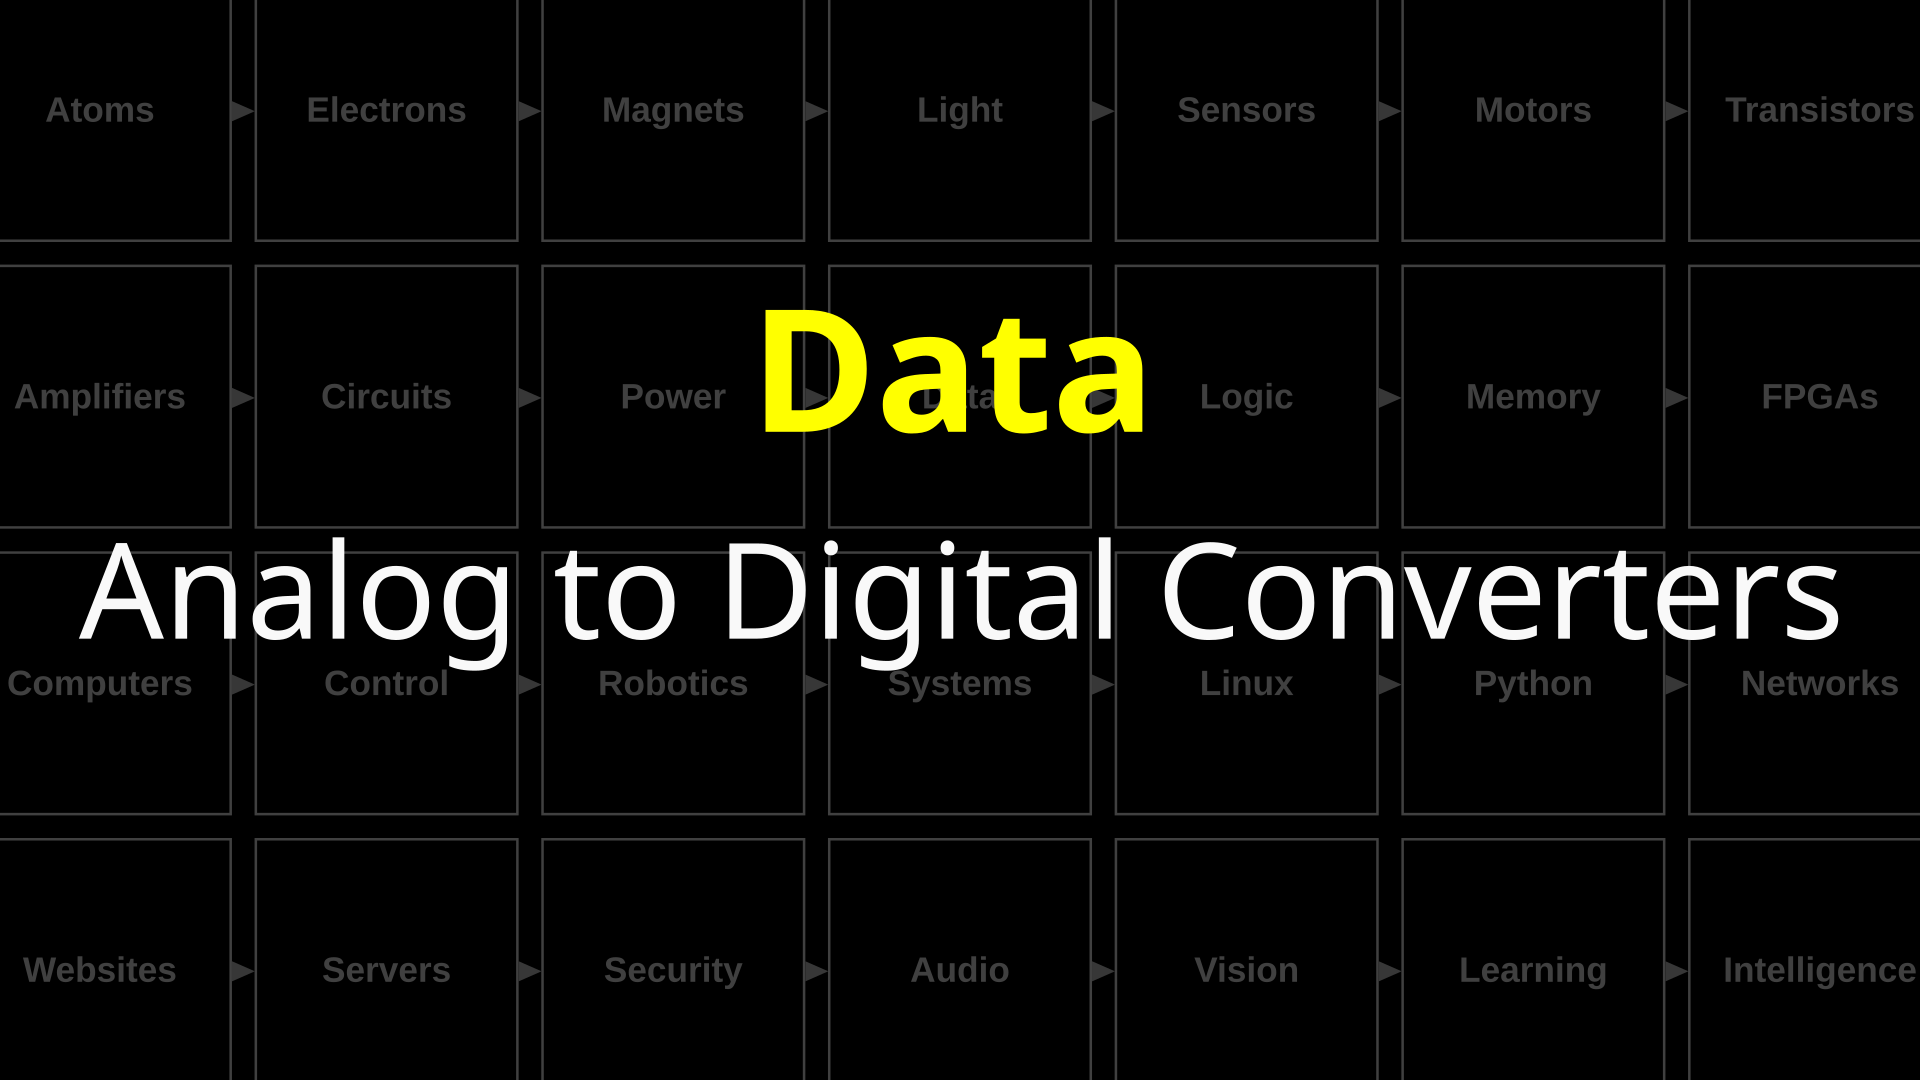 Atoms Electrons Magnets Light Sensors Motors Transistors
Data
Amplifiers Circuits Power Data Logic Memory FPGAs
Analog to Digital Converters
Computers Control Robotics Systems Linux Python Networks
Websites Servers Security Audio Vision Learning Intelligence